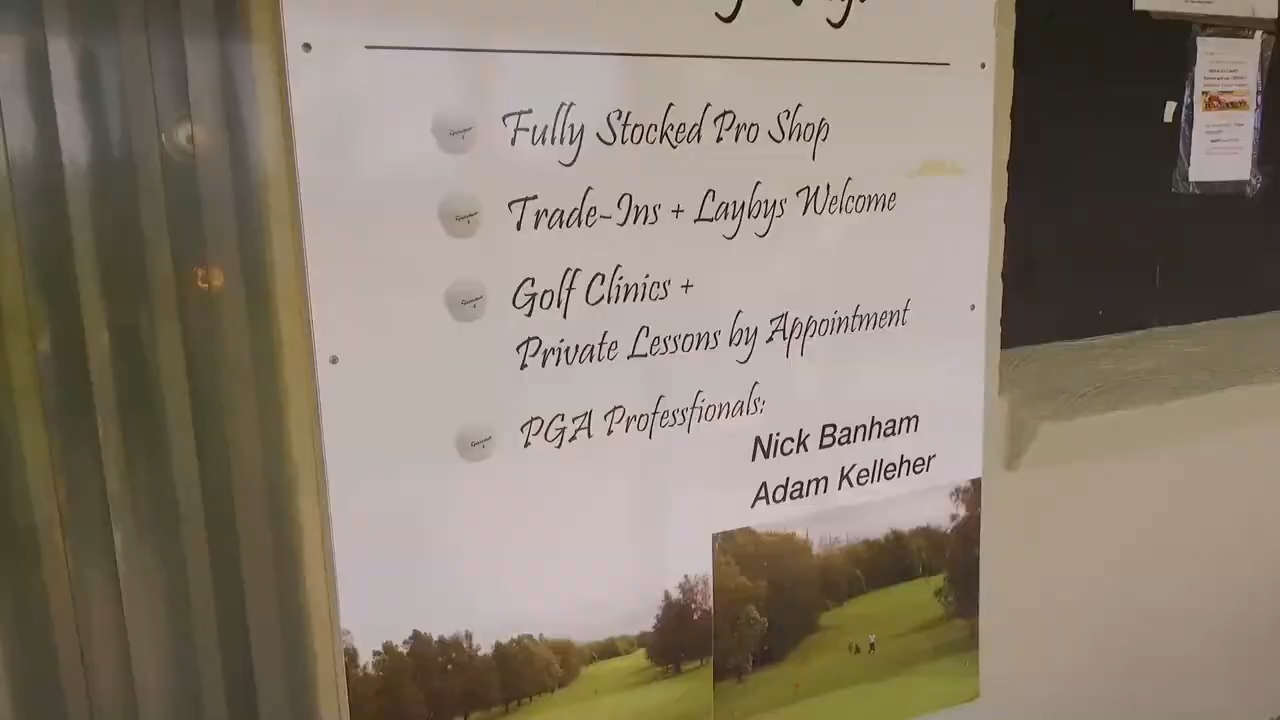 Fully Stocked Pro Shop
Trade-Ins + Laybys Welcome
Golf Clinics +
Private Lessons by Appointment
PGA Professionals:
Nick Banham
Adam Kelleher